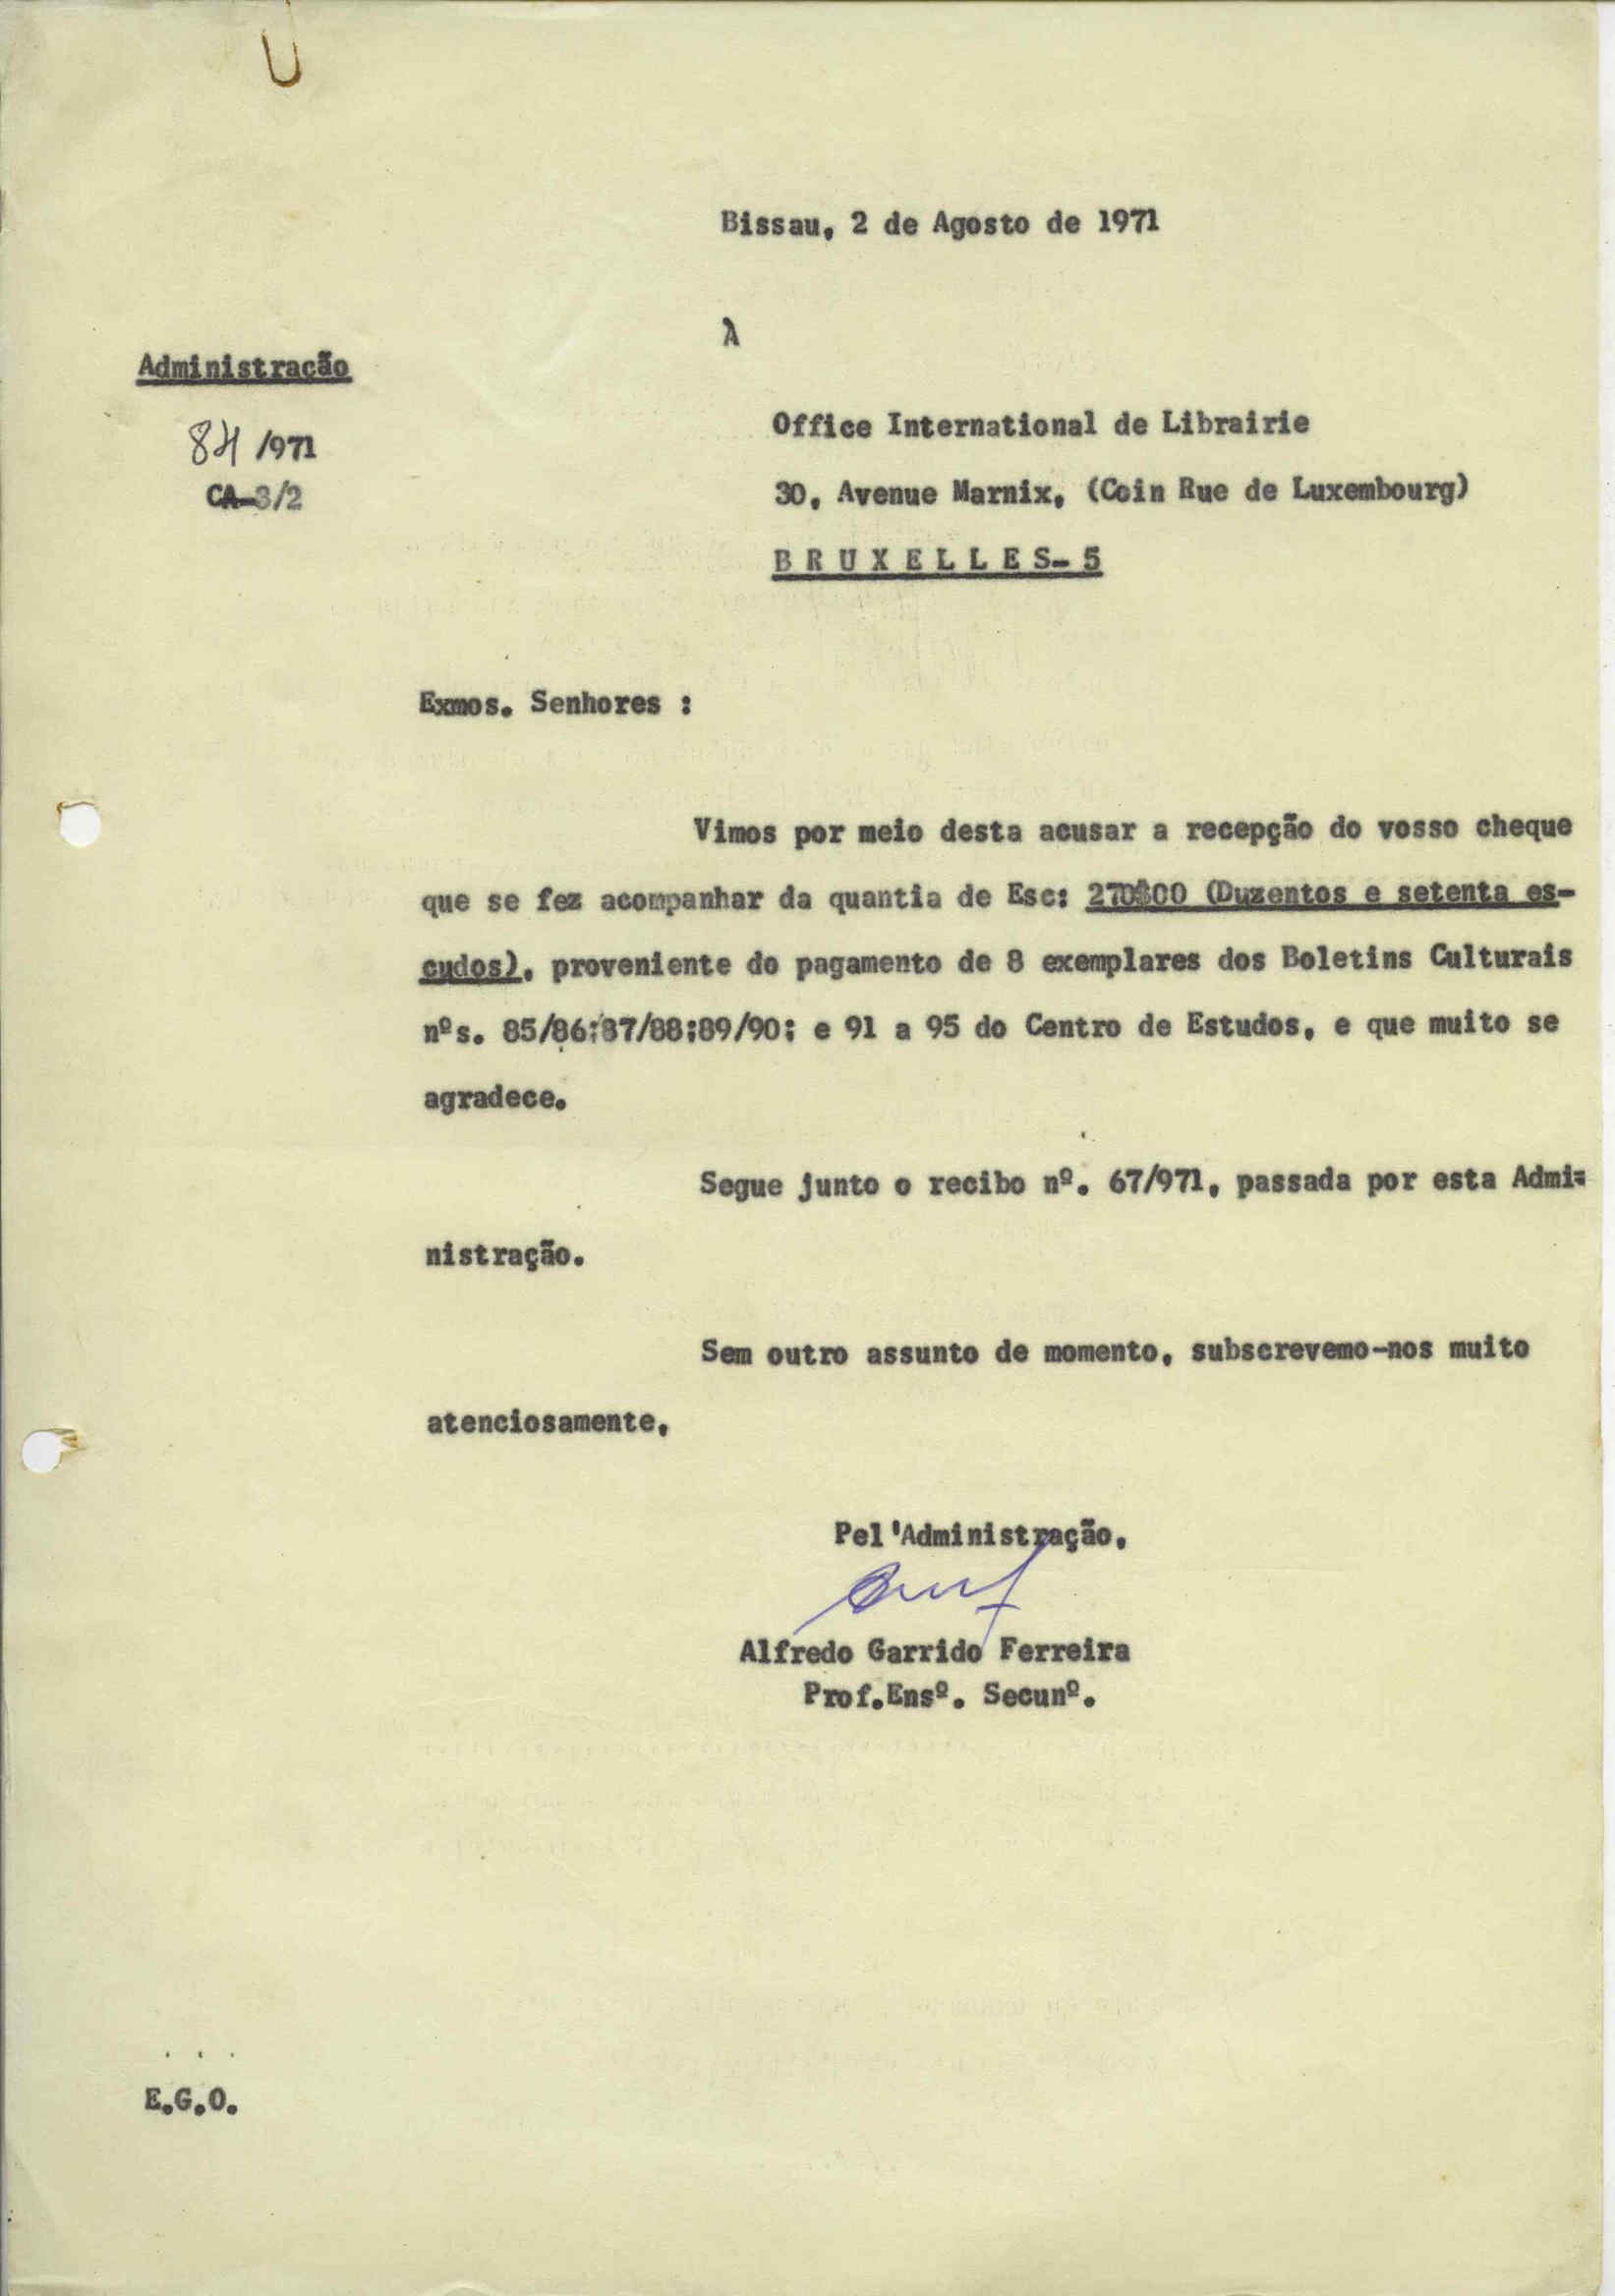 Bissau, 2 de Agosto de 1971
À
Administração
84/971
CA-3/2
Office International de Librairie
30, Avenue Marnix, (Coin Rue de Luxembourg)
B R U X E L L E S- 5
Exmos. Senhores :
Vimos por meio desta acusar a recepção do vosso cheque
que se fez acompanhar da quantia de Esc: 270$00 (Duzentos e setenta es-
cudos), proveniente do pagamento de 8 exemplares dos Boletins Culturais
nºs. 85/86;87/88;89/90; e 91 a 95 do Centro de Estudos, e que muito se
agradece.
Segue junto o recibo nº. 67/971, passada por esta Admi=
nistração.
Sem outro assunto de momento, subscrevemo-nos muito
atenciosamente,
Pel'Administração,
Alfredo Garrido Ferreira
Prof.Ensº. Secunº.
. . .
E.G.O.